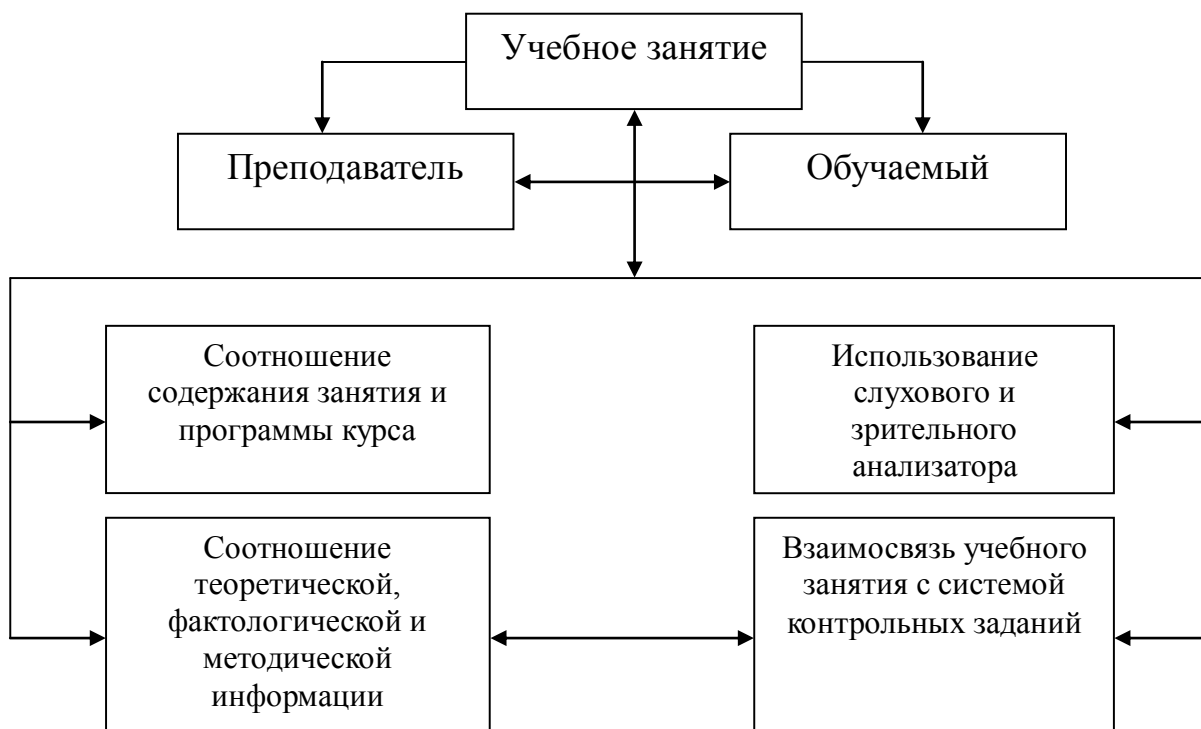 Учебное занятие
Преподаватель
Обучаемый
Соотношение
содержания занятия и
программы курса
Использование
слухового и
зрительного
анализатора
Соотношение
теоретической,
фактологической и
методической
информации
Взаимосвязь учебного
занятия с системой
контрольных заданий